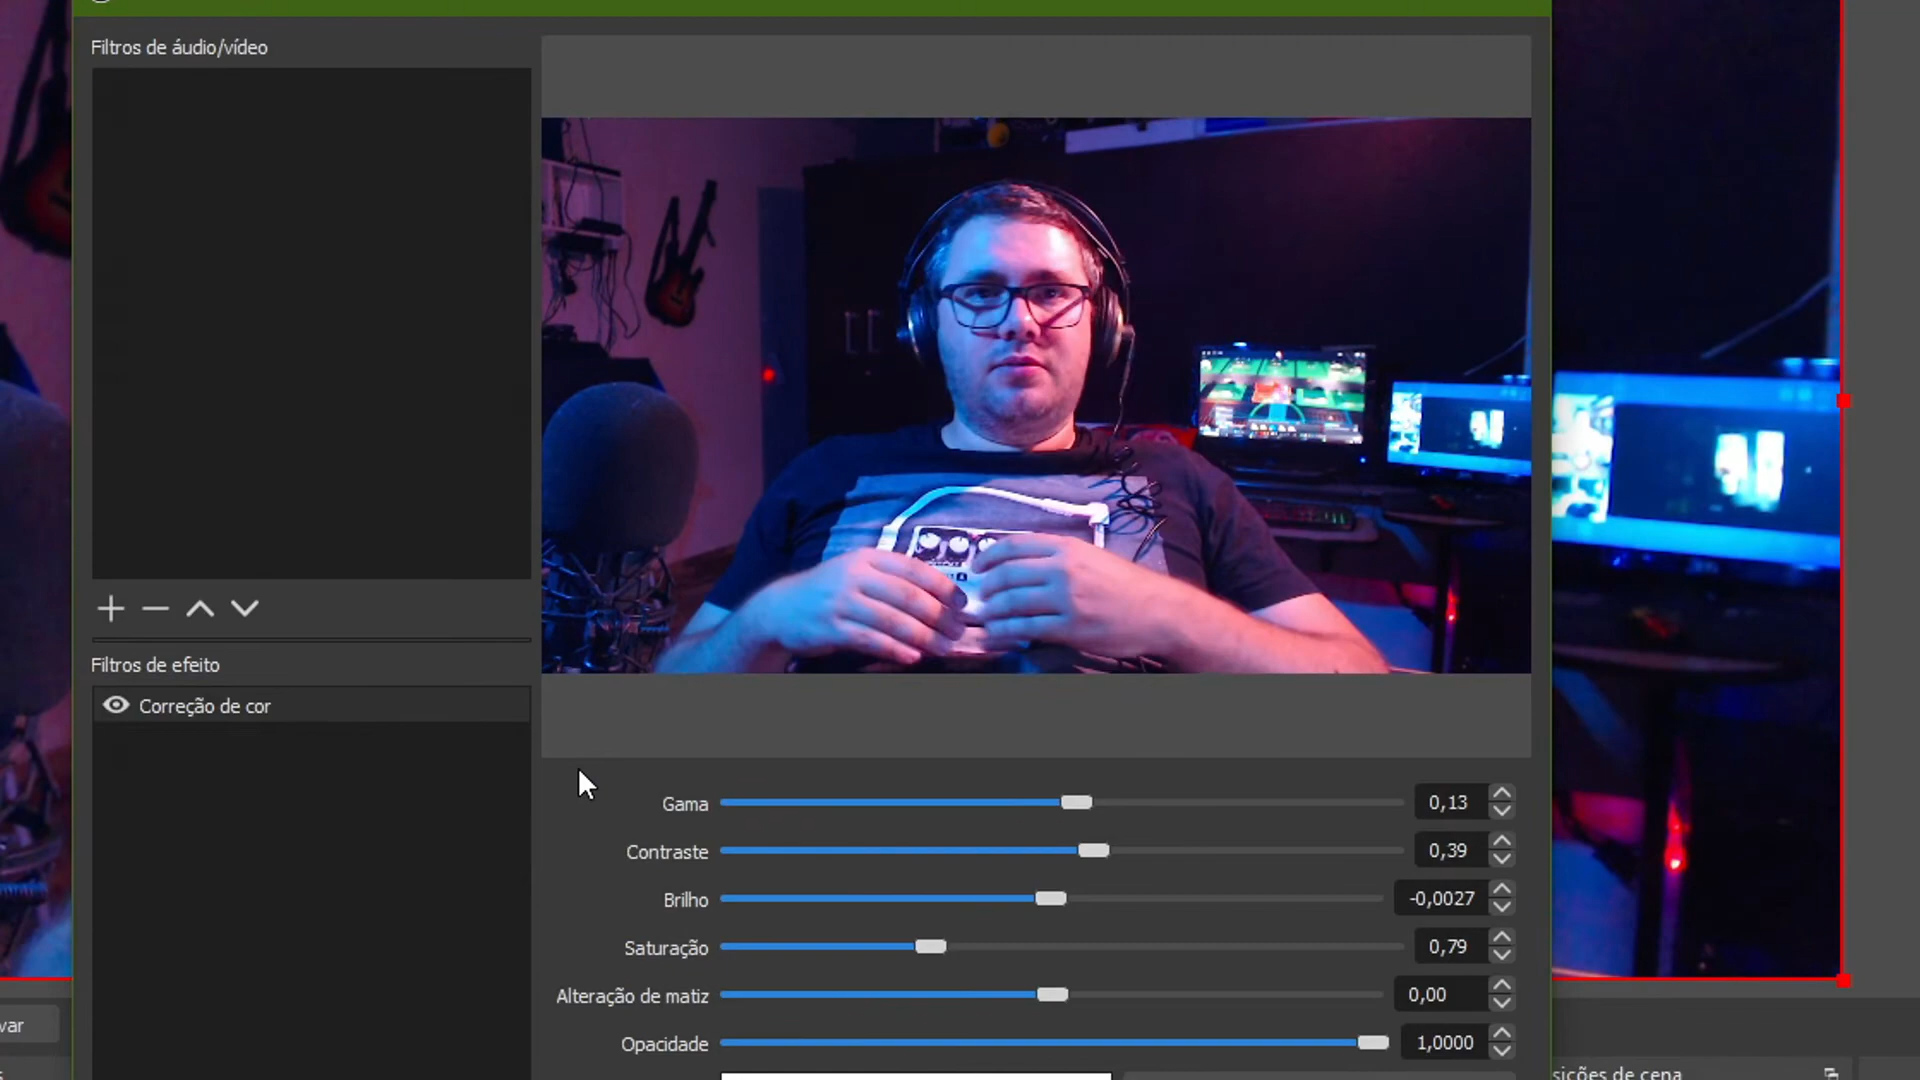 Filtros de áudio/vídeo
Filtros de efeito
Correção de cor
Gama 0,13
Contraste 0,39
Brilho -0,0027
Saturação 0,79
Alteração de matiz 0,00
Opacidade 1,0000
var
sições de cena